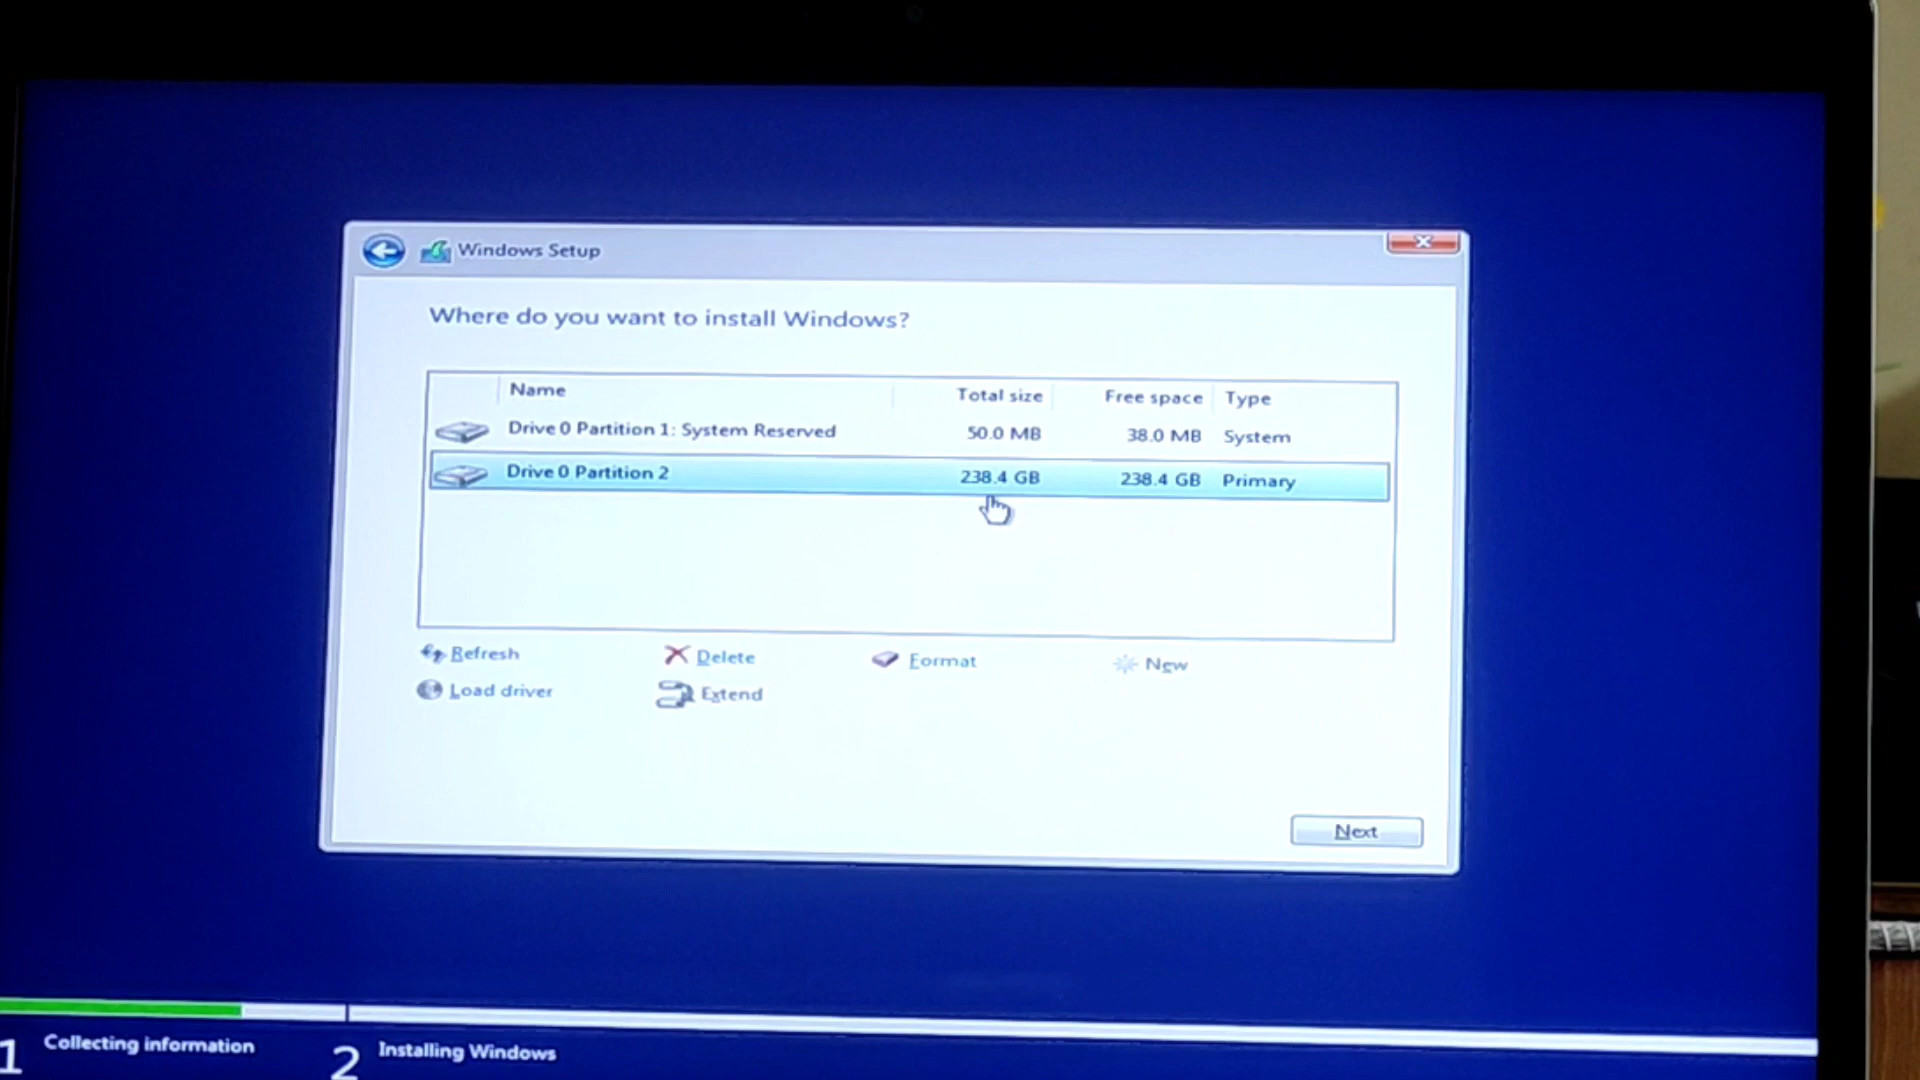 Windows Setup
Where do you want to install Windows?
Name Total size Free space Type
Drive 0 Partition 1: System Reserved 50.0 MB 38.0 MB System
Drive 0 Partition 2 238.4 GB 238.4 GB Primary
Refresh Delete Format New
Load driver Extend
Next
1 Collecting information 2 Installing Windows